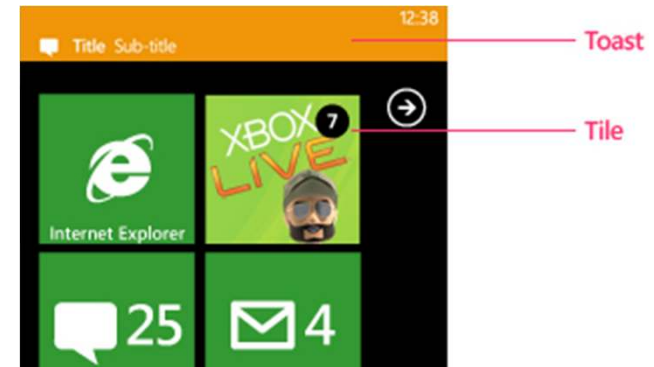 12:38
Title Sub-title
Toast
XBOX 7
LIVE
Tile
Internet Explorer
25
4